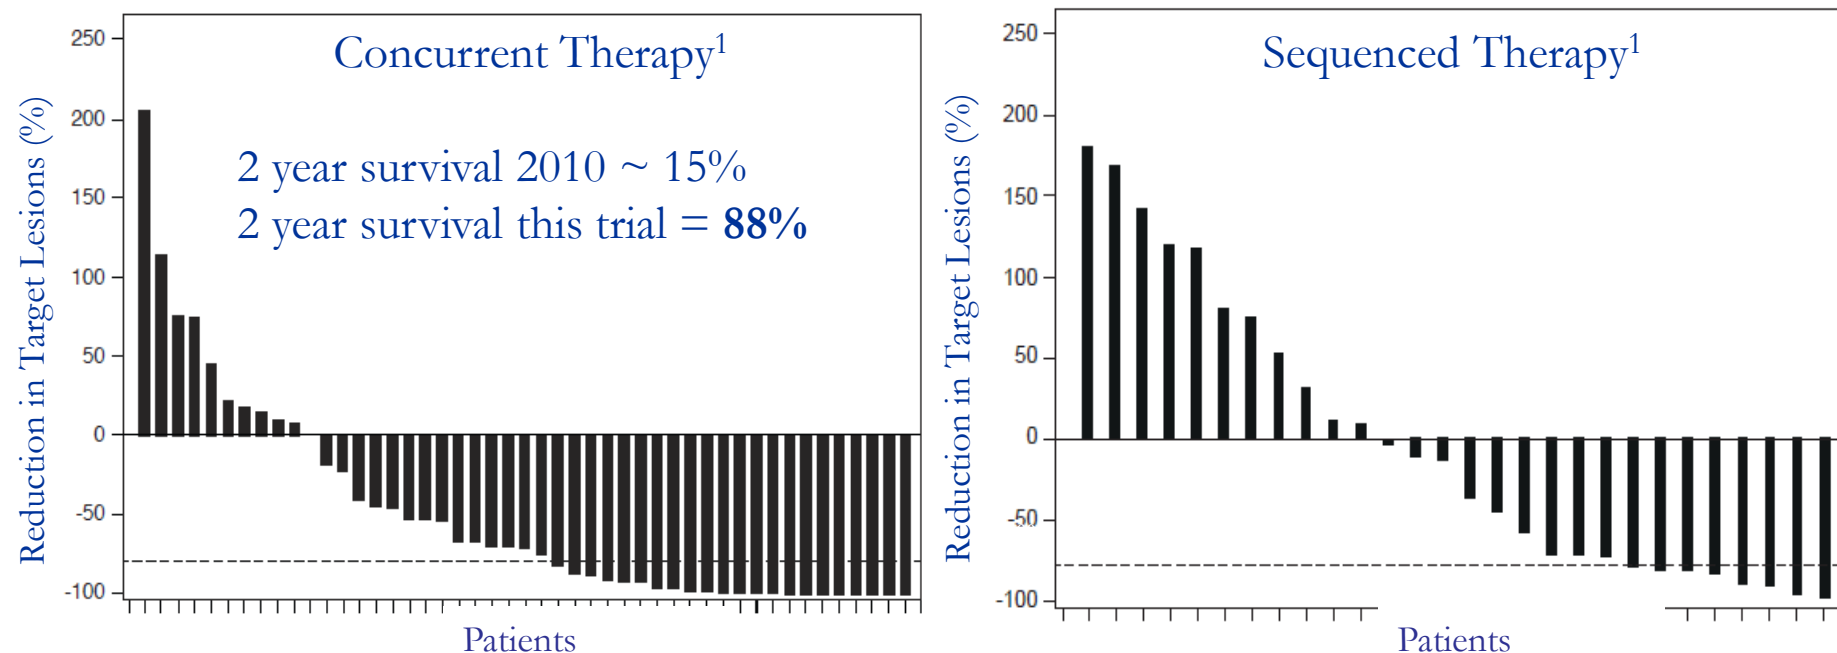 Concurrent Therapy¹
2 year survival 2010 ~ 15%
2 year survival this trial = 88%
Reduction in Target Lesions (%)
250
200
150
100
50
0
-50
-100
Patients
Sequenced Therapy¹
Reduction in Target Lesions (%)
250
200
150
100
50
0
-50
-100
Patients